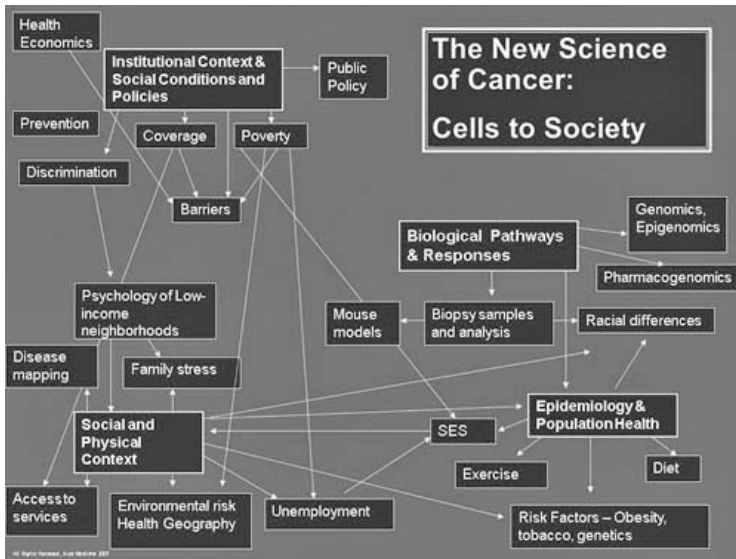 Health
Economics
Institutional Context &
Social Conditions and
Policies
Public
Policy
The New Science
of Cancer:
Cells to Society
Prevention
Coverage
Poverty
Discrimination
Barriers
Biological Pathways
& Responses
Genomics,
Epigenomics
Pharmacogenomics
Psychology of Low-
income
neighborhoods
Mouse
models
Biopsy samples
and analysis
Racial differences
Disease
mapping
Family stress
Social and
Physical
Context
SES
Epidemiology &
Population Health
Exercise
Diet
Access to
services
Environmental risk
Health Geography
Unemployment
Risk Factors – Obesity,
tobacco, genetics
All Rights Reserved,